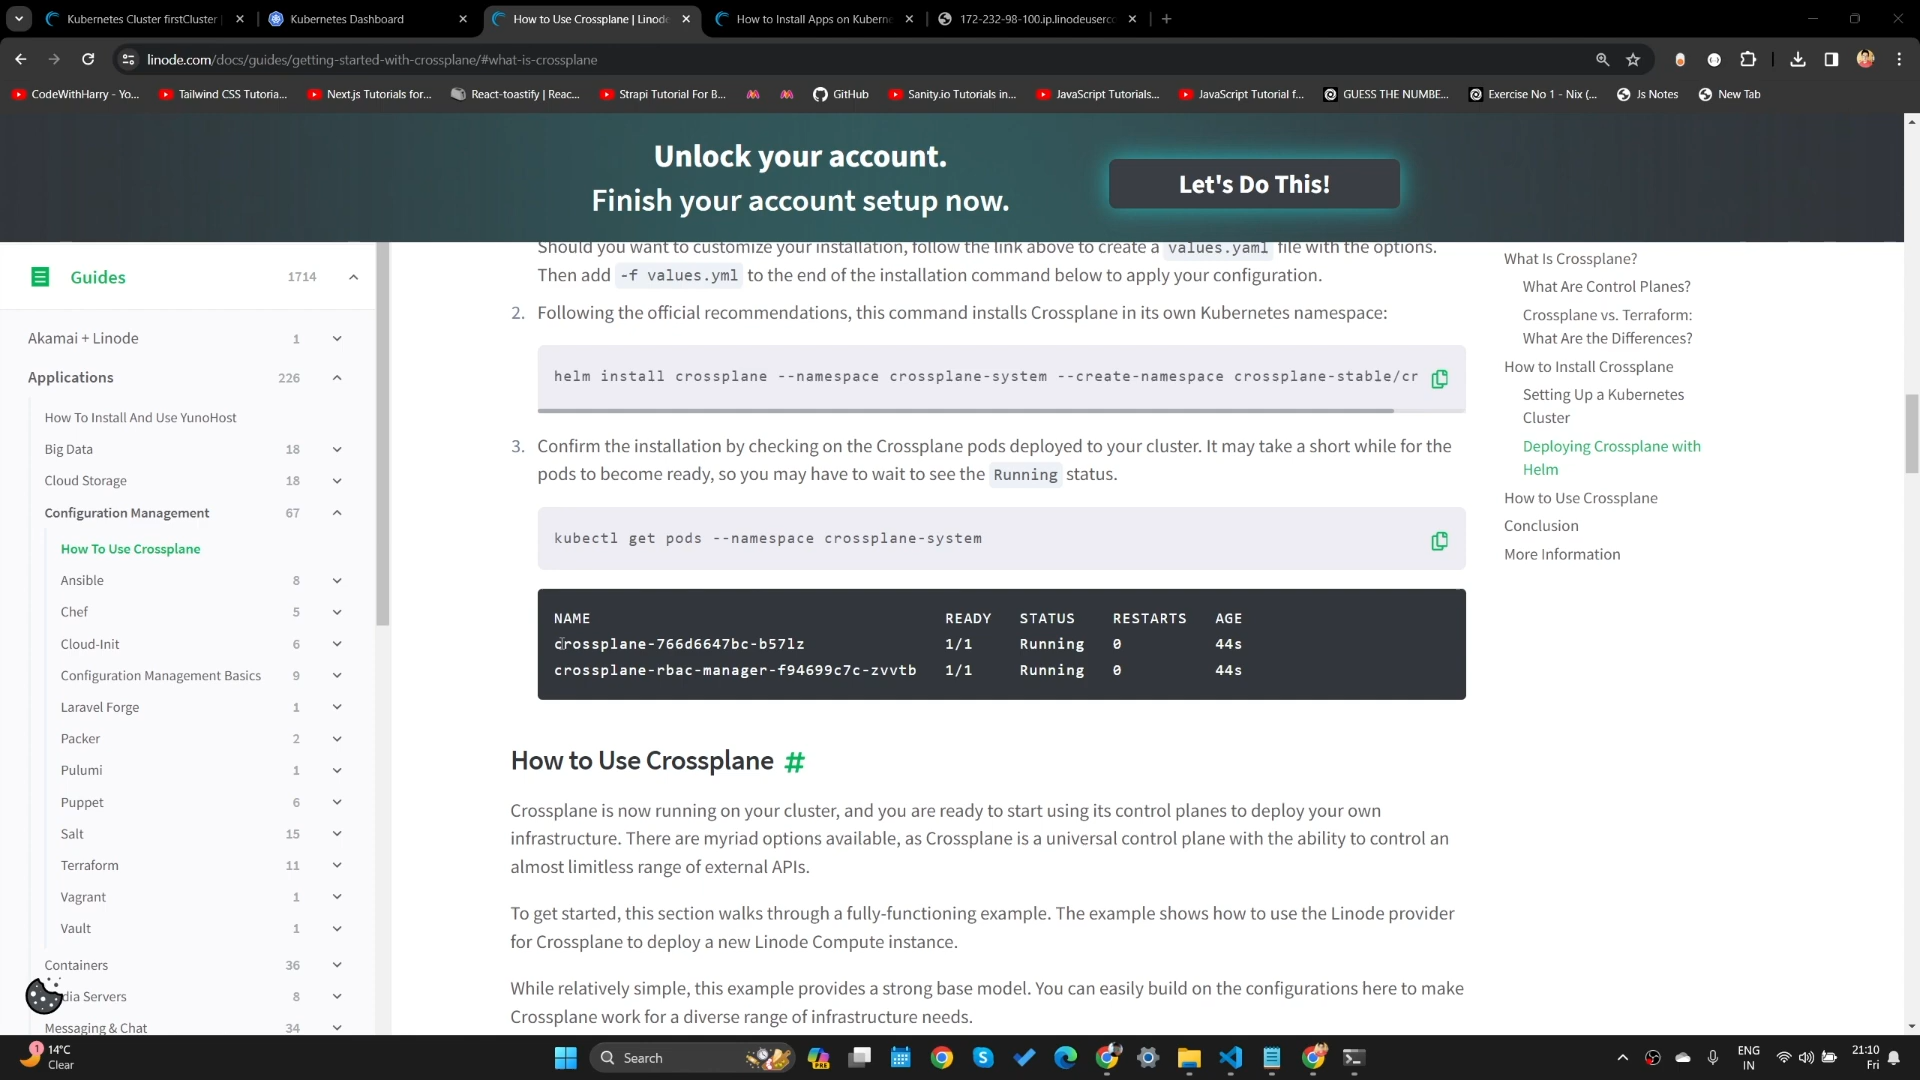 Kubernetes Cluster firstCluster
Kubernetes Dashboard
How to Use Crossplane | Linode
How to Install Apps on Kuberne
172-232-98-100.ip.linodeuserco
linode.com/docs/guides/getting-started-with-crossplane/#what-is-crossplane
CodeWithHarry - Yo...
Tailwind CSS Tutoria...
Next.js Tutorials for...
React-toastify | Reac...
Strapi Tutorial For B...
GitHub
Sanity.io Tutorials in...
JavaScript Tutorials...
JavaScript Tutorial f...
GUESS THE NUMBE...
Exercise No 1 - Nix (...
Js Notes
New Tab
Unlock your account.
Finish your account setup now.
Let's Do This!
Guides 1714
Akamai + Linode 1
Applications 226
How To Install And Use YunoHost
Big Data 18
Cloud Storage 18
Configuration Management 67
How To Use Crossplane
Ansible 8
Chef 5
Cloud-Init 6
Configuration Management Basics 9
Laravel Forge 1
Packer 2
Pulumi 1
Puppet 6
Salt 15
Terraform 11
Vagrant 1
Vault 1
Containers 36
dia Servers 8
Messaging & Chat 34
Should you want to customize your installation, follow the link above to create a values.yaml file with the options.
Then add -f values.yml to the end of the installation command below to apply your configuration.
2. Following the official recommendations, this command installs Crossplane in its own Kubernetes namespace:
helm install crossplane --namespace crossplane-system --create-namespace crossplane-stable/cr
3. Confirm the installation by checking on the Crossplane pods deployed to your cluster. It may take a short while for the
pods to become ready, so you may have to wait to see the Running status.
kubectl get pods --namespace crossplane-system
NAME READY STATUS RESTARTS AGE
crossplane-766d6647bc-b57lz 1/1 Running 0 44s
crossplane-rbac-manager-f94699c7c-zvvtb 1/1 Running 0 44s
How to Use Crossplane #
Crossplane is now running on your cluster, and you are ready to start using its control planes to deploy your own
infrastructure. There are myriad options available, as Crossplane is a universal control plane with the ability to control an
almost limitless range of external APIs.
To get started, this section walks through a fully-functioning example. The example shows how to use the Linode provider
for Crossplane to deploy a new Linode Compute instance.
While relatively simple, this example provides a strong base model. You can easily build on the configurations here to make
Crossplane work for a diverse range of infrastructure needs.
What Is Crossplane?
What Are Control Planes?
Crossplane vs. Terraform:
What Are the Differences?
How to Install Crossplane
Setting Up a Kubernetes
Cluster
Deploying Crossplane with
Helm
How to Use Crossplane
Conclusion
More Information
1
14°C
Clear
Search
PRE
ENG
IN
21:10
Fri